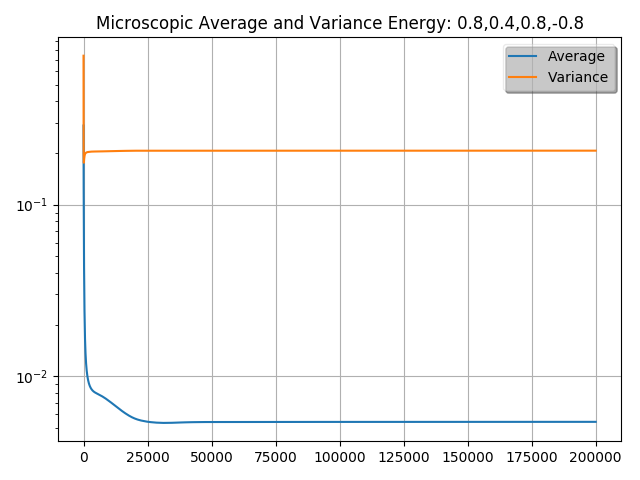 Microscopic Average and Variance Energy: 0.8,0.4,0.8,-0.8
Average
Variance
10⁻¹
10⁻²
0 25000 50000 75000 100000 125000 150000 175000 200000